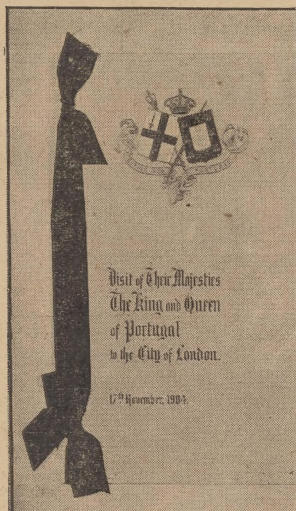 Visit of Their Majesties
The King and Queen
of Portugal
to the City of London.
17th November, 1904.